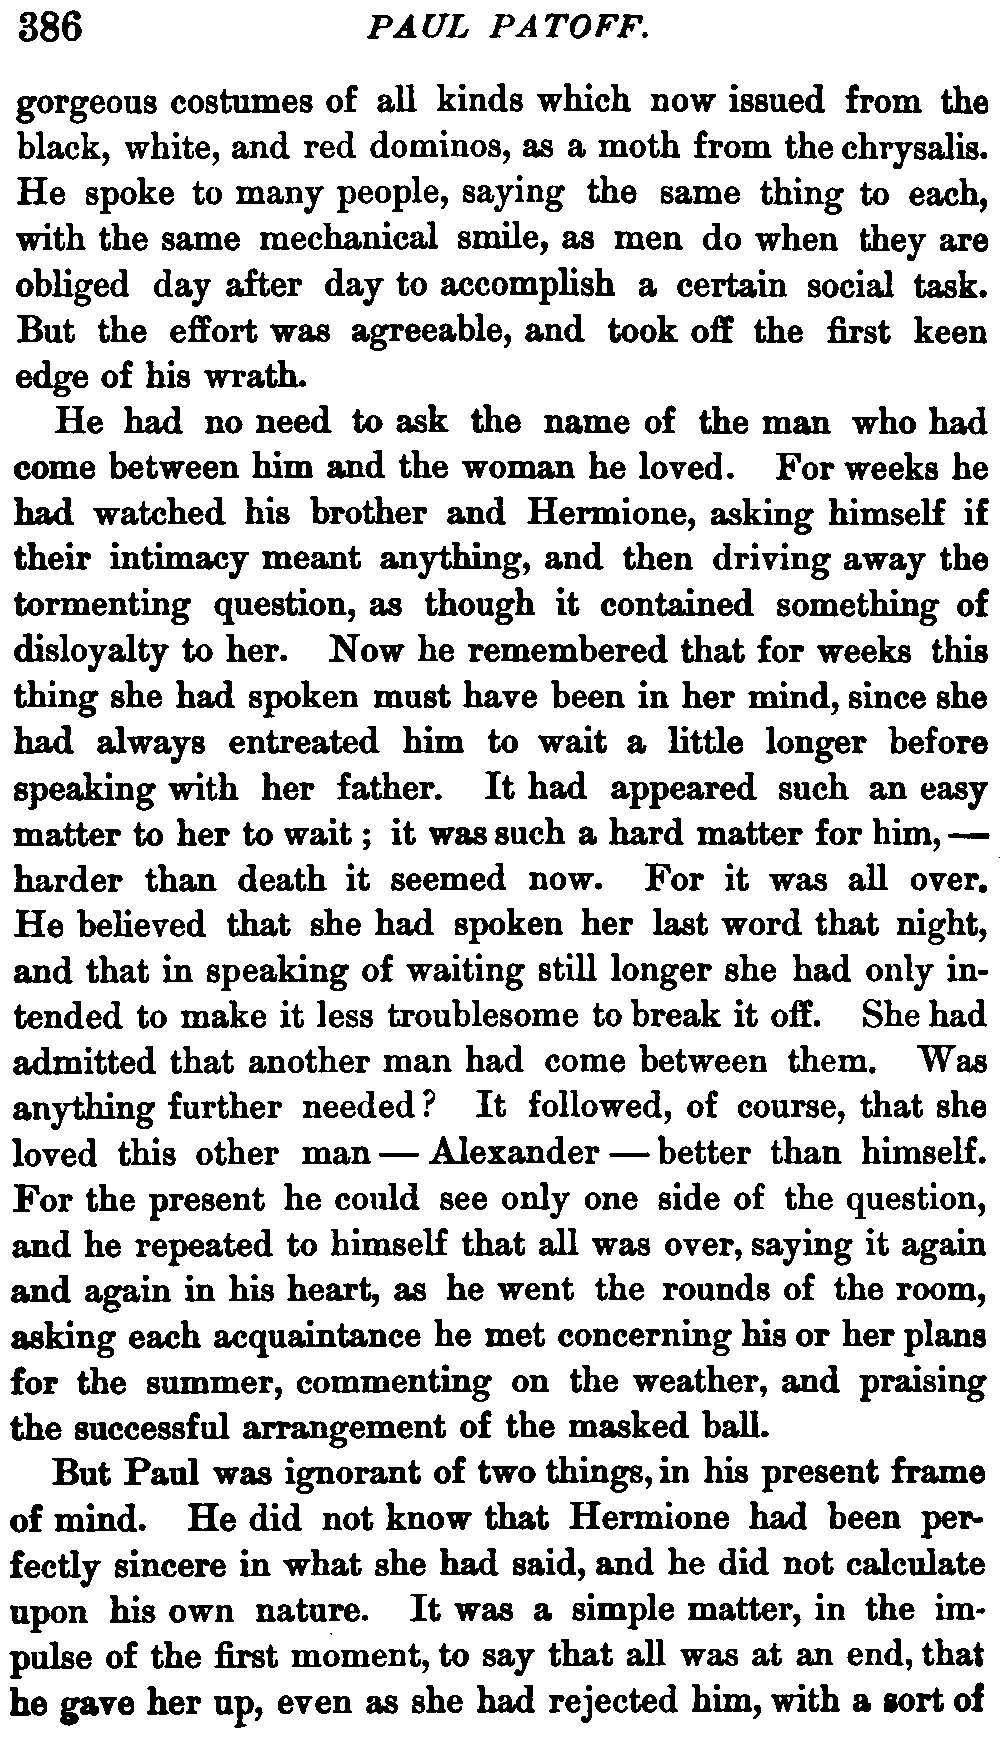 386 PAUL PATOFF.
gorgeous costumes of all kinds which now issued from the
black, white, and red dominos, as a moth from the chrysalis.
He spoke to many people, saying the same thing to each,
with the same mechanical smile, as men do when they are
obliged day after day to accomplish a certain social task.
But the effort was agreeable, and took off the first keen
edge of his wrath.
He had no need to ask the name of the man who had
come between him and the woman he loved. For weeks he
had watched his brother and Hermione, asking himself if
their intimacy meant anything, and then driving away the
tormenting question, as though it contained something of
disloyalty to her. Now he remembered that for weeks this
thing she had spoken must have been in her mind, since she
had always entreated him to wait a little longer before
speaking with her father. It had appeared such an easy
matter to her to wait; it was such a hard matter for him, —
harder than death it seemed now. For it was all over.
He believed that she had spoken her last word that night,
and that in speaking of waiting still longer she had only in-
tended to make it less troublesome to break it off. She had
admitted that another man had come between them. Was
anything further needed? It followed, of course, that she
loved this other man — Alexander — better than himself.
For the present he could see only one side of the question,
and he repeated to himself that all was over, saying it again
and again in his heart, as he went the rounds of the room,
asking each acquaintance he met concerning his or her plans
for the summer, commenting on the weather, and praising
the successful arrangement of the masked ball.
But Paul was ignorant of two things, in his present frame
of mind. He did not know that Hermione had been per-
fectly sincere in what she had said, and he did not calculate
upon his own nature. It was a simple matter, in the im-
pulse of the first moment, to say that all was at an end, that
he gave her up, even as she had rejected him, with a sort of